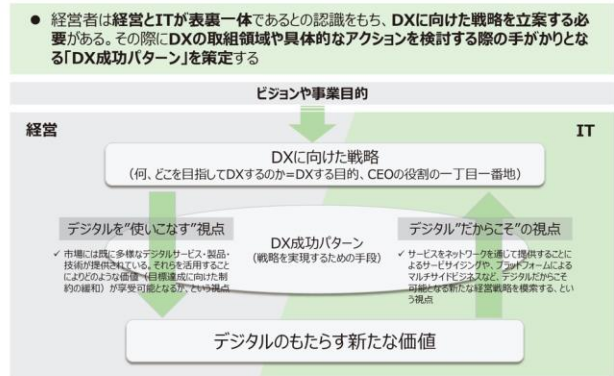 ● 経営者は経営とITが表裏一体であるとの認識をもち、DXに向けた戦略を立案する必
要がある。その際にDXの取組領域や具体的なアクションを検討する際の手がかりとな
る「DX成功パターン」を策定する
ビジョンや事業目的
経営
IT
DXに向けた戦略
(何、どこを目指してDXするのか=DXする目的、CEOの役割の一丁目一番地)
デジタルを”使いこなす”視点
✓ 市場には既に多様なデジタルサービス・製品・
技術が提供されている。それらを活用すること
によりどのような価値(目標達成に向けた制
約の緩和)が享受可能となるか、という視点
DX成功パターン
(戦略を実現するための手段)
デジタル”だからこそ”の視点
✓ サービスをネットワークを通じて提供することに
よるサービサイジングや、プラットフォームによる
マルチサイドビジネスなど、デジタルだからこそ
可能となる新たな経営戦略を模索する、とい
う視点
デジタルのもたらす新たな価値